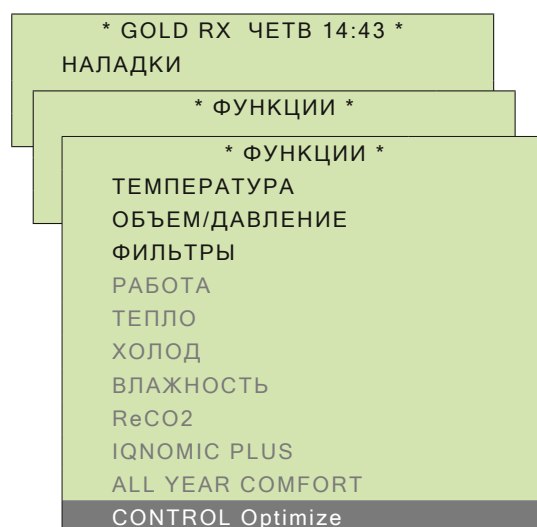 * GOLD RX ЧЕТВ 14:43 *
НАЛАДКИ
* ФУНКЦИИ *
* ФУНКЦИИ *
ТЕМПЕРАТУРА
ОБЪЕМ/ДАВЛЕНИЕ
ФИЛЬТРЫ
РАБОТА
ТЕПЛО
ХОЛОД
ВЛАЖНОСТЬ
ReCO2
IQNOMIC PLUS
ALL YEAR COMFORT
CONTROL Optimize